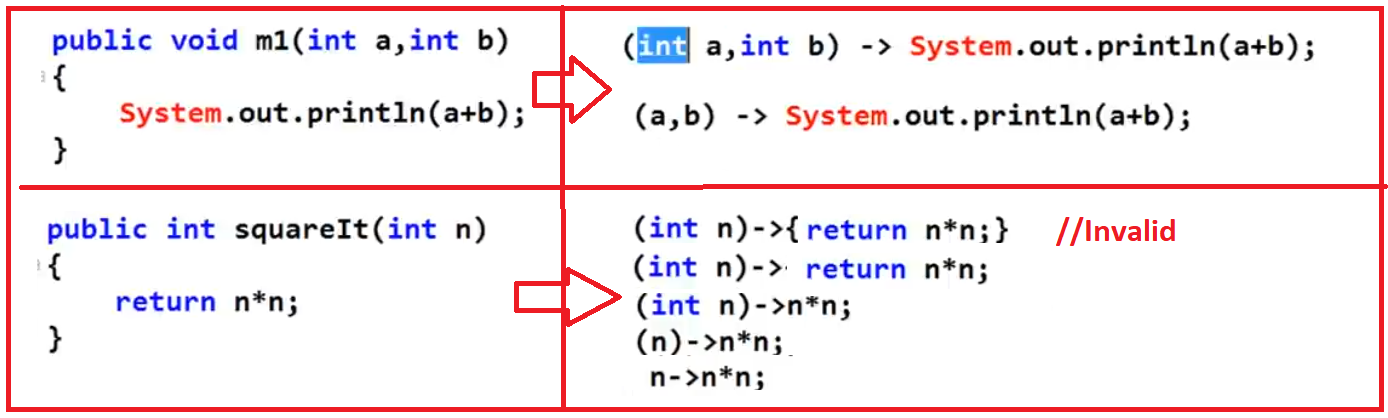 public void m1(int a,int b)
{
System.out.println(a+b);
}
(int a,int b) -> System.out.println(a+b);
(a,b) -> System.out.println(a+b);
public int squareIt(int n)
{
return n*n;
}
(int n)->{ return n*n;} //Invalid
(int n)-> return n*n;
(int n)->n*n;
(n)->n*n;
n->n*n;